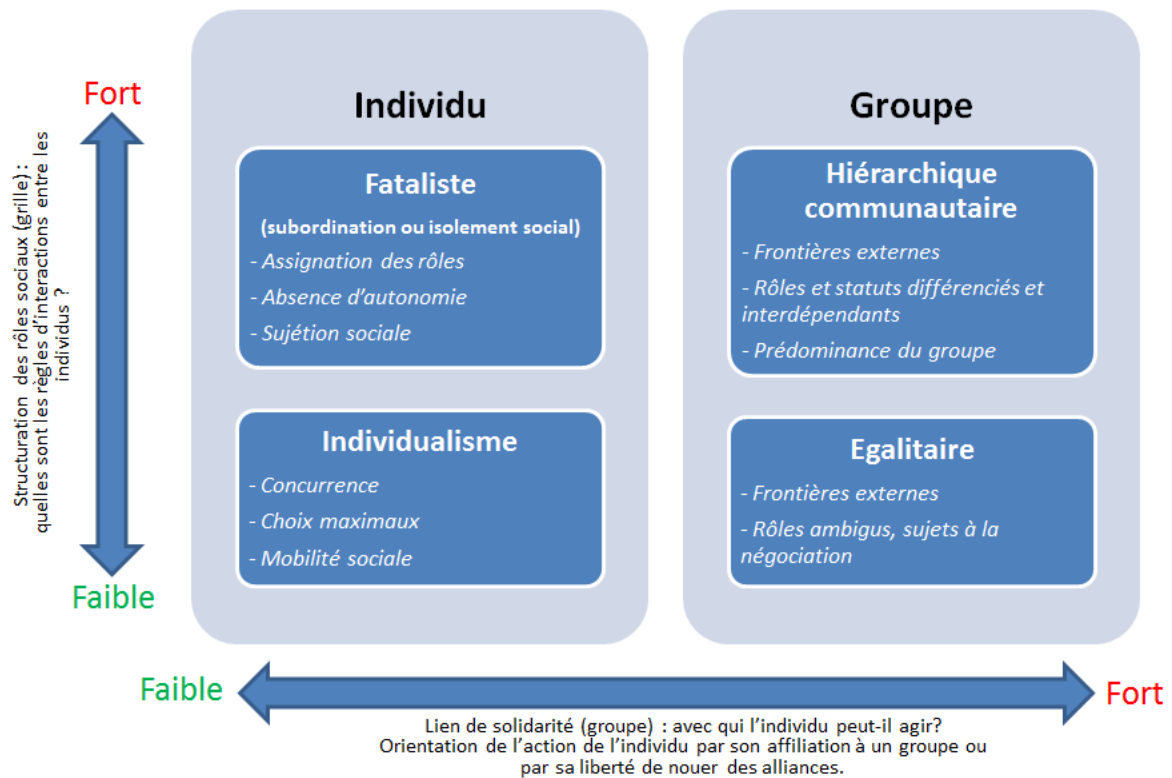 Fort
Structuration des rôles sociaux (grille) :
quelles sont les règles d'interactions entre les
individus ?
Faible
Individu
Fataliste
(subordination ou isolement social)
- Assignation des rôles
- Absence d'autonomie
- Sujétion sociale
Individualisme
- Concurrence
- Choix maximaux
- Mobilité sociale
Groupe
Hiérarchique
communautaire
- Frontières externes
- Rôles et statuts différenciés et
interdépendants
- Prédominance du groupe
Egalitaire
- Frontières externes
- Rôles ambigus, sujets à la
négociation
Faible
Fort
Lien de solidarité (groupe) : avec qui l'individu peut-il agir?
Orientation de l'action de l'individu par son affiliation à un groupe ou
par sa liberté de nouer des alliances.